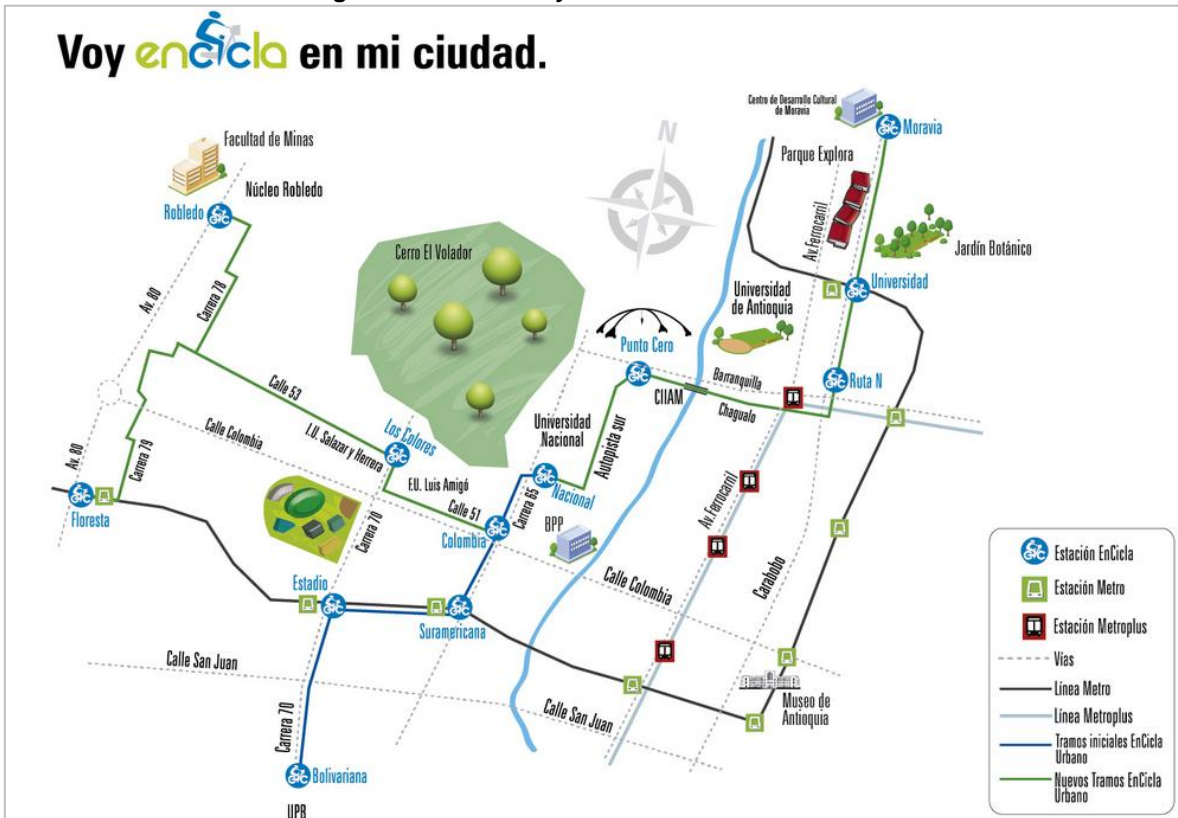 Voy encicla en mi ciudad.
Centro de Desarrollo Cultural
de Moravia
Moravia
Facultad de Minas
Núcleo Robledo
Robledo
N
Parque Explora
Av.Ferrocarril
Jardín Botánico
Cerro El Volador
Av. 80
Carrera 78
Universidad
Universidad
de Antioquia
Punto Cero
Barranquilla
CIIAM
Chagualo
Ruta N
Calle 53
Calle Colombia
I.U. Salazar y Herrera
Los Colores
Universidad
Nacional
Autopista sur
Av. 80
Carrera 79
F.U. Luis Amigó
Calle 51
Carrera 65
Nacional
Av.Ferrocarril
Floresta
Colombia
BPP
Carrera 70
Calle Colombia
Carabobo
Estadio
Suramericana
Calle San Juan
Calle San Juan
Museo de
Antioquia
Carrera 70
Bolivariana
UPB
Estación EnCicla
Estación Metro
Estación Metroplus
Vías
Línea Metro
Línea Metroplus
Tramos iniciales EnCicla
Urbano
Nuevos Tramos EnCicla
Urbano